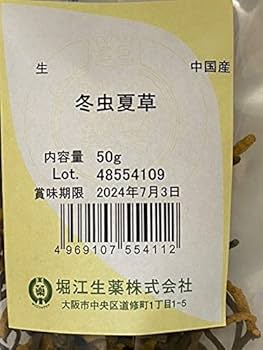 生 中国産
冬虫夏草
内容量 50g
Lot. 48554109
賞味期限 2024年7月3日
4969107554112
堀江生薬株式会社
大阪市中央区道修町1丁目1-5